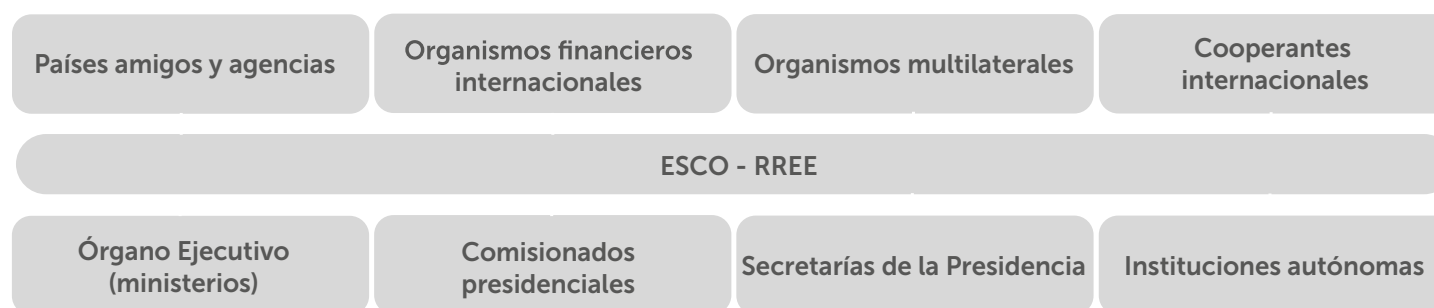 Países amigos y agencias
Organismos financieros
internacionales
Organismos multilaterales
Cooperantes
internacionales
ESCO - RREE
Órgano Ejecutivo
(ministerios)
Comisionados
presidenciales
Secretarías de la Presidencia
Instituciones autónomas